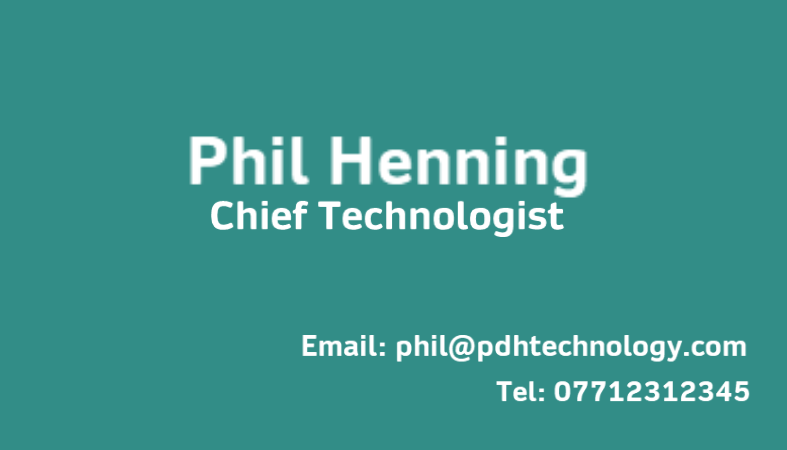 Phil Henning
Chief Technologist
Email: phil@pdhtechnology.com
Tel: 07712312345